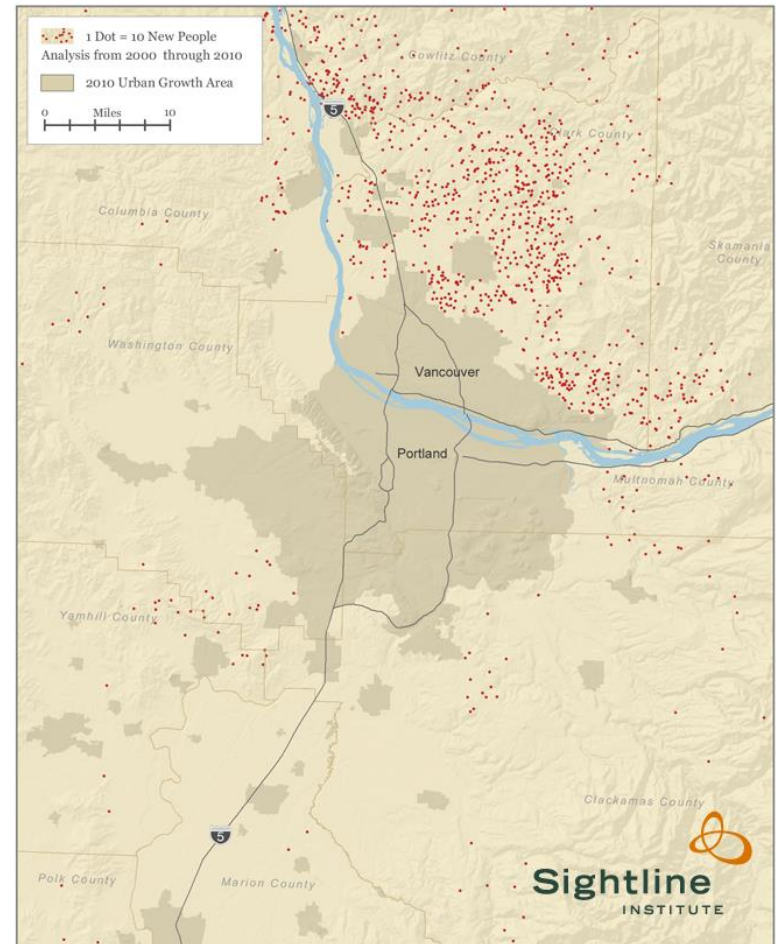 1 Dot = 10 New People
Analysis from 2000 through 2010
2010 Urban Growth Area
0 Miles 10
Cowlitz County
5
Clark County
Columbia County
Skamania
County
Washington County
Vancouver
Portland
Multnomah County
Yamhill County
Clackamas County
5
Polk County
Marion County
Sightline
INSTITUTE